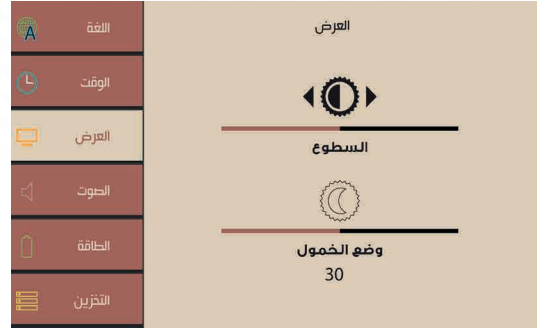 العرض
السطوع
وضع الخمول
30
اللغة
الوقت
العرض
الصوت
الطاقة
التخزين